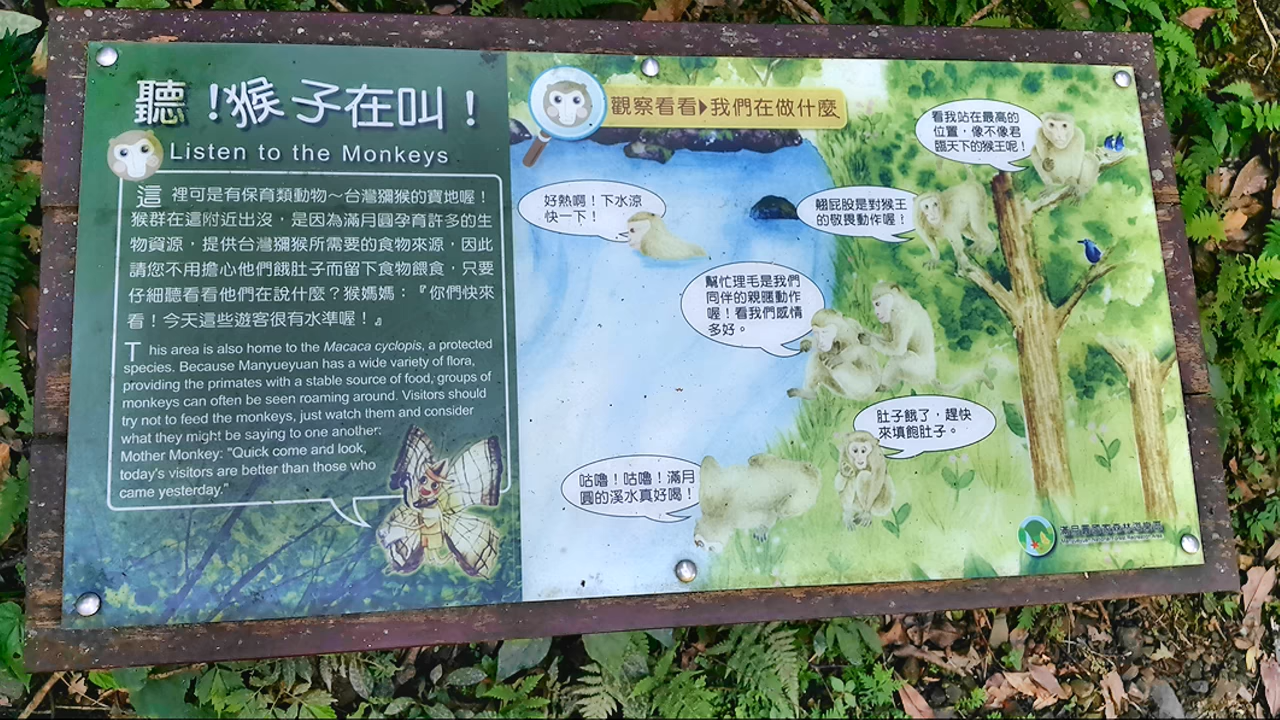 聽！猴子在叫！
Listen to the Monkeys
這裡可是有保育類動物～台灣獼猴的寶地喔！
猴群在這附近出沒，是因為滿月圓孕育許多的生
物資源，提供台灣獼猴所需要的食物來源，因此
請您不用擔心他們餓肚子而留下食物餵食，只要
仔細聽看看他們在說什麼？猴媽媽：『你們快來
看！今天這些遊客很有水準喔！』
This area is also home to the Macaca cyclopis, a protected
species. Because Manyueyuan has a wide variety of flora,
providing the primates with a stable source of food, groups of
monkeys can often be seen roaming around. Visitors should
try not to feed the monkeys, just watch them and consider
what they might be saying to one another:
Mother Monkey: "Quick come and look,
today's visitors are better than those who
came yesterday."
觀察看看▶我們在做什麼
看我站在最高的
位置，像不像君
臨天下的猴王呢！
好熱啊！下水涼
快一下！
翹屁股是對猴王
的敬畏動作喔！
幫忙理毛是我們
同伴的親暱動作
喔！看我們感情
多好。
肚子餓了，趕快
來填飽肚子。
咕嚕！咕嚕！滿月
圓的溪水真好喝！
滿月圓國家森林遊樂區
Manyueyuan National Forest Recreation Area